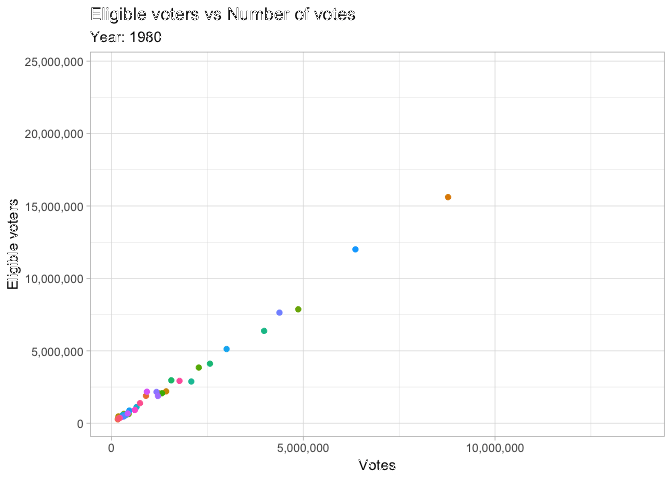 Eligible voters vs Number of votes
Year: 1980
25,000,000
20,000,000
15,000,000
10,000,000
5,000,000
0
Eligible voters
0
5,000,000
10,000,000
Votes